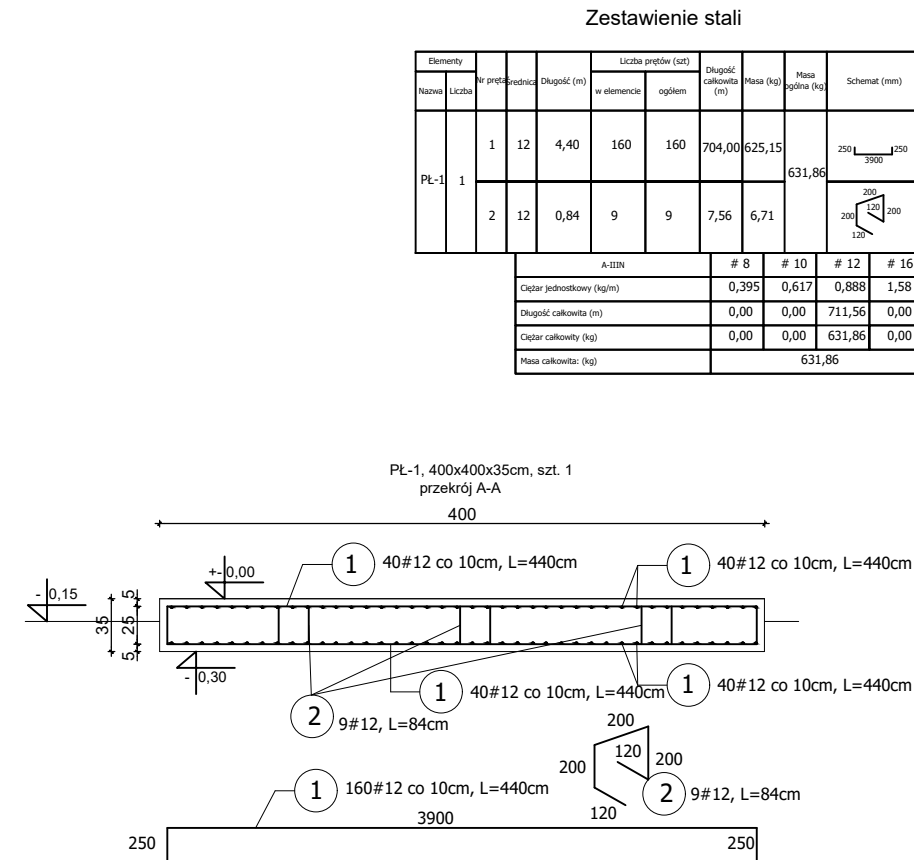 Zestawienie stali
Elementy
Nazwa
Liczba
Nr pręta
Średnica
Długość (m)
Liczba prętów (szt)
w elemencie
ogółem
Długość
całkowita
(m)
Masa (kg)
Masa
ogólna (kg)
Schemat (mm)
PŁ-1
1
1
12
4,40
160
160
704,00
625,15
631,86
250
3900
250
2
12
0,84
9
9
7,56
6,71
200
120
200
200
120
A-IIIN
# 8
# 10
# 12
# 16
Ciężar jednostkowy (kg/m)
0,395
0,617
0,888
1,58
Długość całkowita (m)
0,00
0,00
711,56
0,00
Ciężar całkowity (kg)
0,00
0,00
631,86
0,00
Masa całkowita: (kg)
631,86
PŁ-1, 400x400x35cm, szt. 1
przekrój A-A
400
1
40#12 co 10cm, L=440cm
1
40#12 co 10cm, L=440cm
+-0,00
- 0,15
35
5
25
5
- 0,30
1
40#12 co 10cm, L=440cm
1
40#12 co 10cm, L=440cm
2
9#12, L=84cm
200
120
200
200
120
2
9#12, L=84cm
1
160#12 co 10cm, L=440cm
3900
250
250